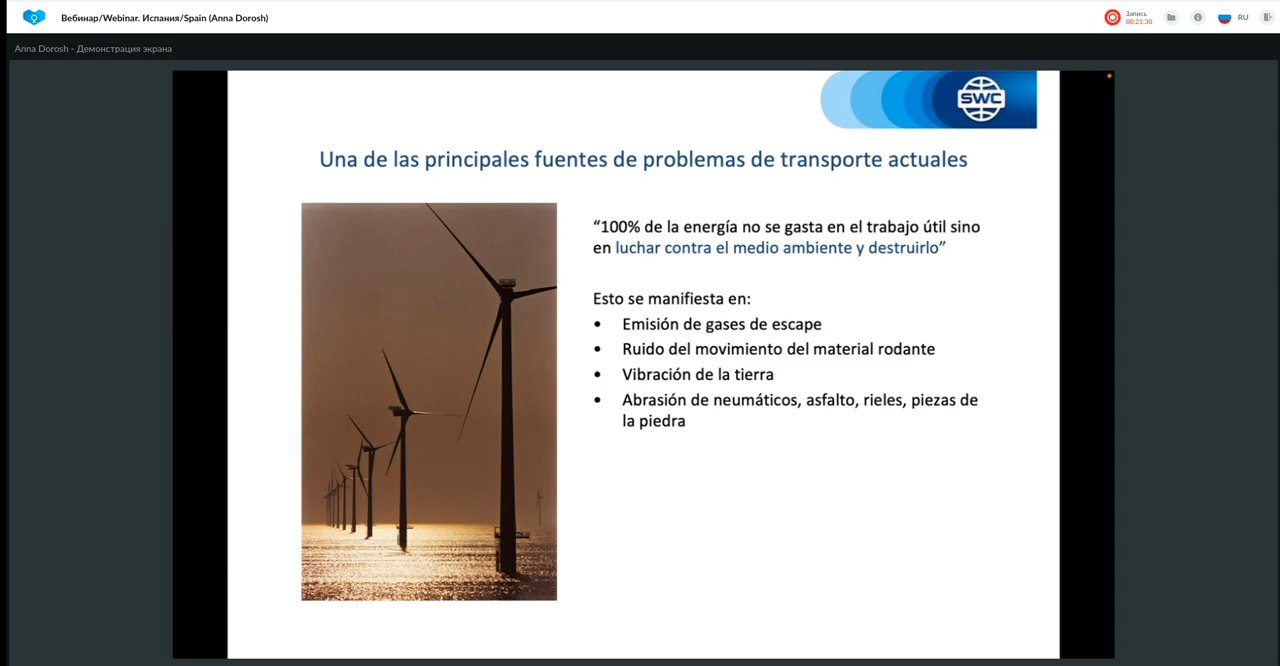 Вебинар/Webinar. Испания/Spain (Anna Dorosh)
Запись
00:21:30
RU
Anna Dorosh - Демонстрация экрана
SWC
Una de las principales fuentes de problemas de transporte actuales
“100% de la energía no se gasta en el trabajo útil sino
en luchar contra el medio ambiente y destruirlo”
Esto se manifiesta en:
• Emisión de gases de escape
• Ruido del movimiento del material rodante
• Vibración de la tierra
• Abrasión de neumáticos, asfalto, rieles, piezas de
la piedra